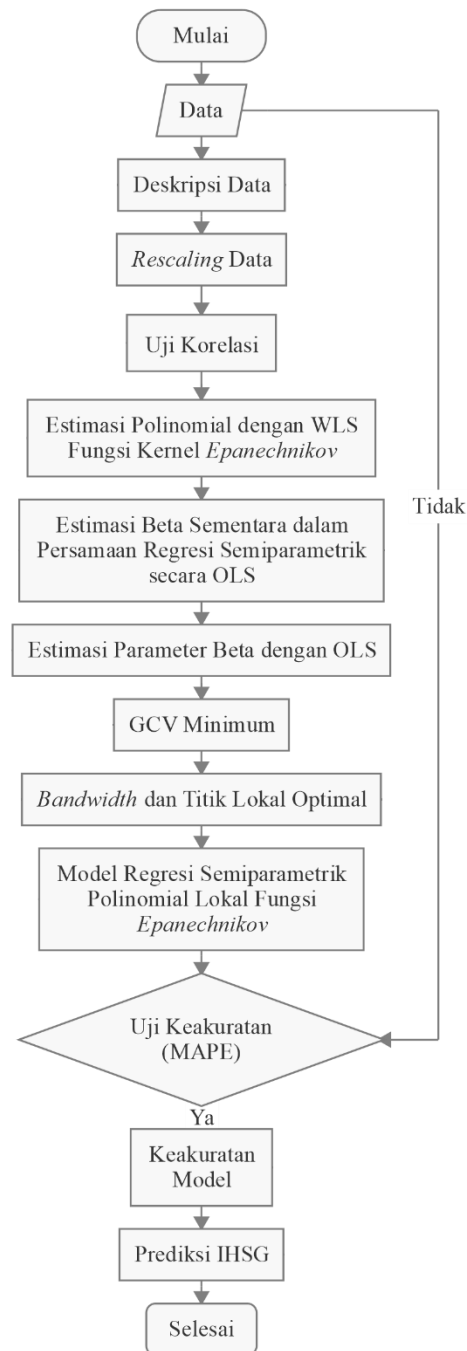 Mulai
Data
Deskripsi Data
Rescaling Data
Uji Korelasi
Estimasi Polinomial dengan WLS
Fungsi Kernel Epanechnikov
Tidak
Estimasi Beta Sementara dalam
Persamaan Regresi Semiparametrik
secara OLS
Estimasi Parameter Beta dengan OLS
GCV Minimum
Bandwidth dan Titik Lokal Optimal
Model Regresi Semiparametrik
Polinomial Lokal Fungsi
Epanechnikov
Uji Keakuratan
(MAPE)
Ya
Keakuratan
Model
Prediksi IHSG
Selesai